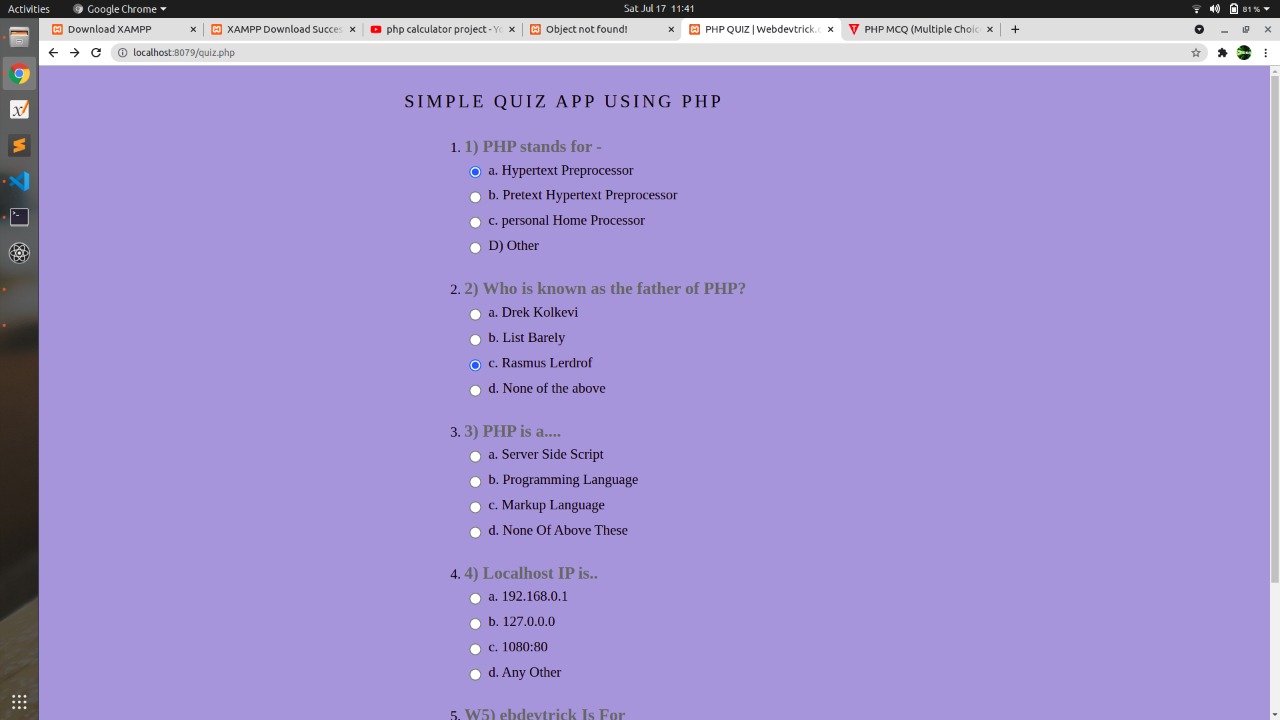 Activities
Google Chrome
Sat Jul 17 11:41
81 %
Download XAMPP
XAMPP Download Succes
php calculator project - Yo
Object not found!
PHP QUIZ | Webdevtrick.c
PHP MCQ (Multiple Choic
localhost:8079/quiz.php
SIMPLE QUIZ APP USING PHP
1. 1) PHP stands for -
a. Hypertext Preprocessor
b. Pretext Hypertext Preprocessor
c. personal Home Processor
D) Other
2. 2) Who is known as the father of PHP?
a. Drek Kolkevi
b. List Barely
c. Rasmus Lerdrof
d. None of the above
3. 3) PHP is a....
a. Server Side Script
b. Programming Language
c. Markup Language
d. None Of Above These
4. 4) Localhost IP is..
a. 192.168.0.1
b. 127.0.0.0
c. 1080:80
d. Any Other
5. W5) ebdevtrick Is For